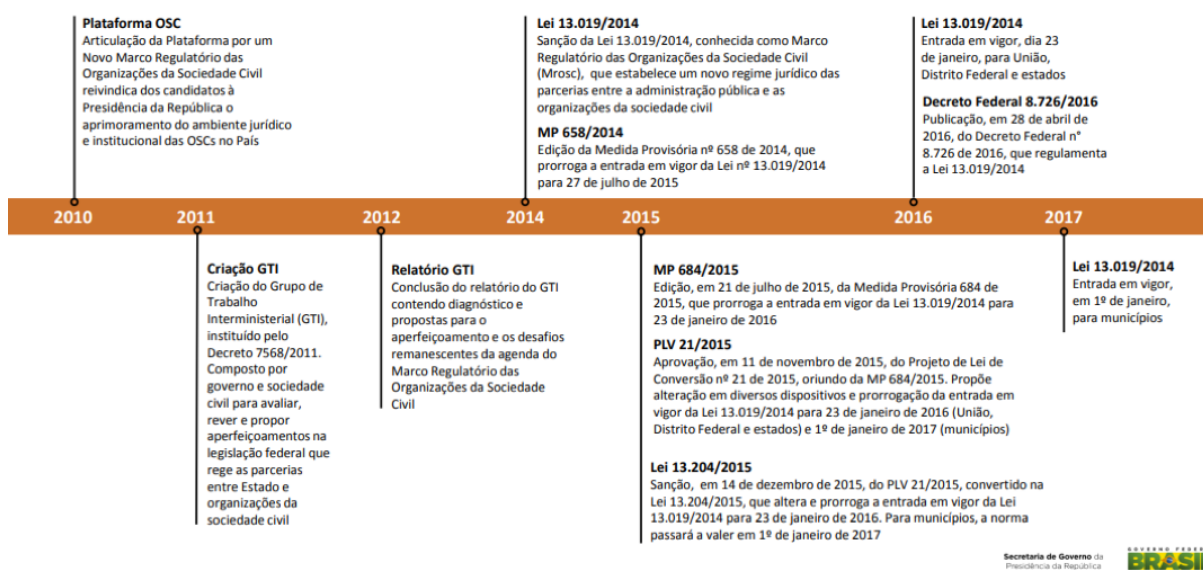 Plataforma OSC
Articulação da Plataforma por um
Novo Marco Regulatório das
Organizações da Sociedade Civil
reivindica dos candidatos à
Presidência da República o
aprimoramento do ambiente jurídico
e institucional das OSCs no País
Lei 13.019/2014
Sanção da Lei 13.019/2014, conhecida como Marco
Regulatório das Organizações da Sociedade Civil
(Mrosc), que estabelece um novo regime jurídico das
parcerias entre a administração pública e as
organizações da sociedade civil
MP 658/2014
Edição da Medida Provisória nº 658 de 2014, que
prorroga a entrada em vigor da Lei nº 13.019/2014
para 27 de julho de 2015
Lei 13.019/2014
Entrada em vigor, dia 23
de janeiro, para União,
Distrito Federal e estados
Decreto Federal 8.726/2016
Publicação, em 28 de abril de
2016, do Decreto Federal n°
8.726 de 2016, que regulamenta
a Lei 13.019/2014
2010 2011 2012 2014 2015 2016 2017
Criação GTI
Criação do Grupo de
Trabalho
Interministerial (GTI),
instituído pelo
Decreto 7568/2011.
Composto por
governo e sociedade
civil para avaliar,
rever e propor
aperfeiçoamentos na
legislação federal que
rege as parcerias
entre Estado e
organizações da
sociedade civil
Relatório GTI
Conclusão do relatório do GTI
contendo diagnóstico e
propostas para o
aperfeiçoamento e os desafios
remanescentes da agenda do
Marco Regulatório das
Organizações da Sociedade
Civil
MP 684/2015
Edição, em 21 de julho de 2015, da Medida Provisória 684 de
2015, que prorroga a entrada em vigor da Lei 13.019/2014 para
23 de janeiro de 2016
PLV 21/2015
Aprovação, em 11 de novembro de 2015, do Projeto de Lei de
Conversão nº 21 de 2015, oriundo da MP 684/2015. Propõe
alteração em diversos dispositivos e prorrogação da entrada em
vigor da Lei 13.019/2014 para 23 de janeiro de 2016 (União,
Distrito Federal e estados) e 1º de janeiro de 2017 (municípios)
Lei 13.204/2015
Sanção, em 14 de dezembro de 2015, do PLV 21/2015, convertido na
Lei 13.204/2015, que altera e prorroga a entrada em vigor da Lei
13.019/2014 para 23 de janeiro de 2016. Para municípios, a norma
passará a valer em 1º de janeiro de 2017
Lei 13.019/2014
Entrada em vigor,
em 1º de janeiro,
para municípios
Secretaria de Governo da
Presidência da República
GOVERNO FEDER
BRASI